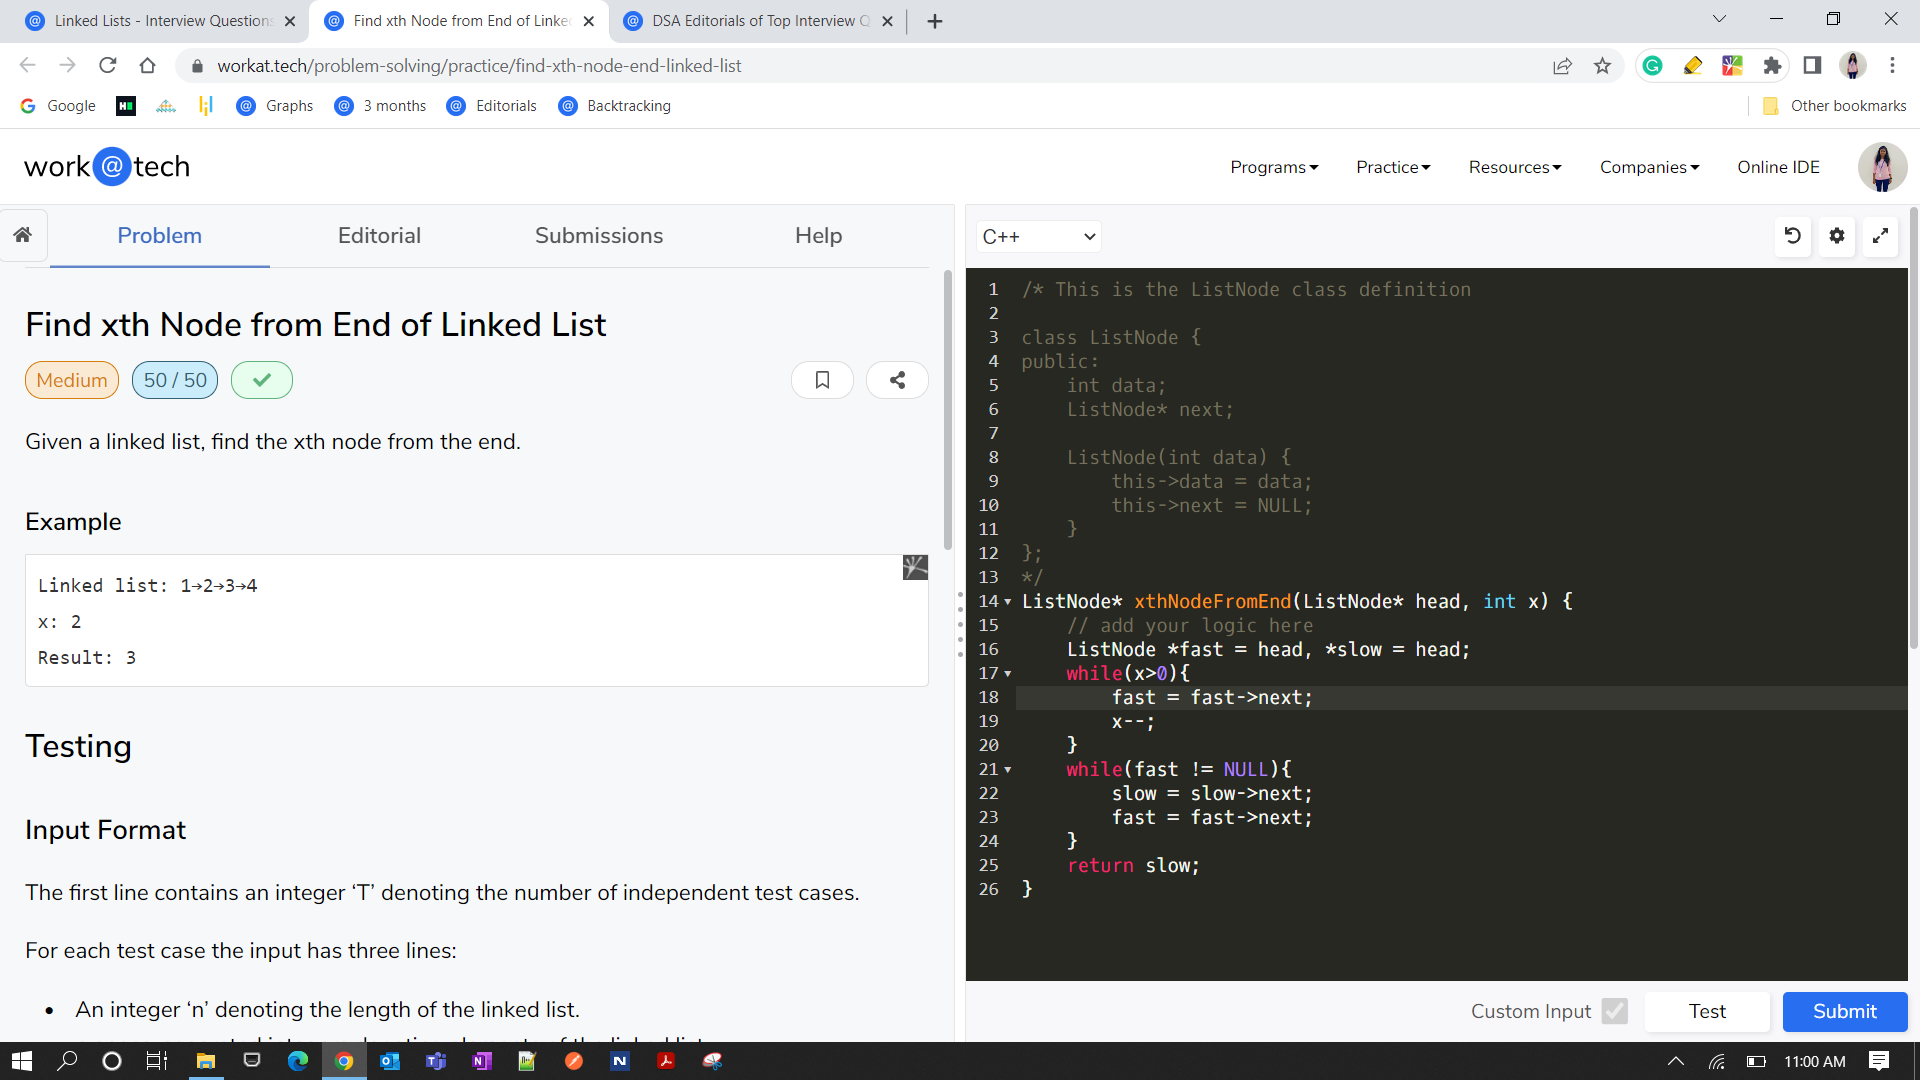 Linked Lists - Interview Questions
Find xth Node from End of Linked
DSA Editorials of Top Interview Q
workat.tech/problem-solving/practice/find-xth-node-end-linked-list
Google
Graphs
3 months
Editorials
Backtracking
Other bookmarks
work@tech
Programs
Practice
Resources
Companies
Online IDE
Problem
Editorial
Submissions
Help
Find xth Node from End of Linked List
Medium
50 / 50
Given a linked list, find the xth node from the end.
Example
Linked list: 1→2→3→4
x: 2
Result: 3
Testing
Input Format
The first line contains an integer ‘T’ denoting the number of independent test cases.
For each test case the input has three lines:
• An integer ‘n’ denoting the length of the linked list.
C++
1 /* This is the ListNode class definition
2
3 class ListNode {
4 public:
5     int data;
6     ListNode* next;
7
8     ListNode(int data) {
9         this->data = data;
10         this->next = NULL;
11     }
12 };
13 */
14 ListNode* xthNodeFromEnd(ListNode* head, int x) {
15     // add your logic here
16     ListNode *fast = head, *slow = head;
17     while(x>0){
18         fast = fast->next;
19         x--;
20     }
21     while(fast != NULL){
22         slow = slow->next;
23         fast = fast->next;
24     }
25     return slow;
26 }
Custom Input
Test
Submit
11:00 AM